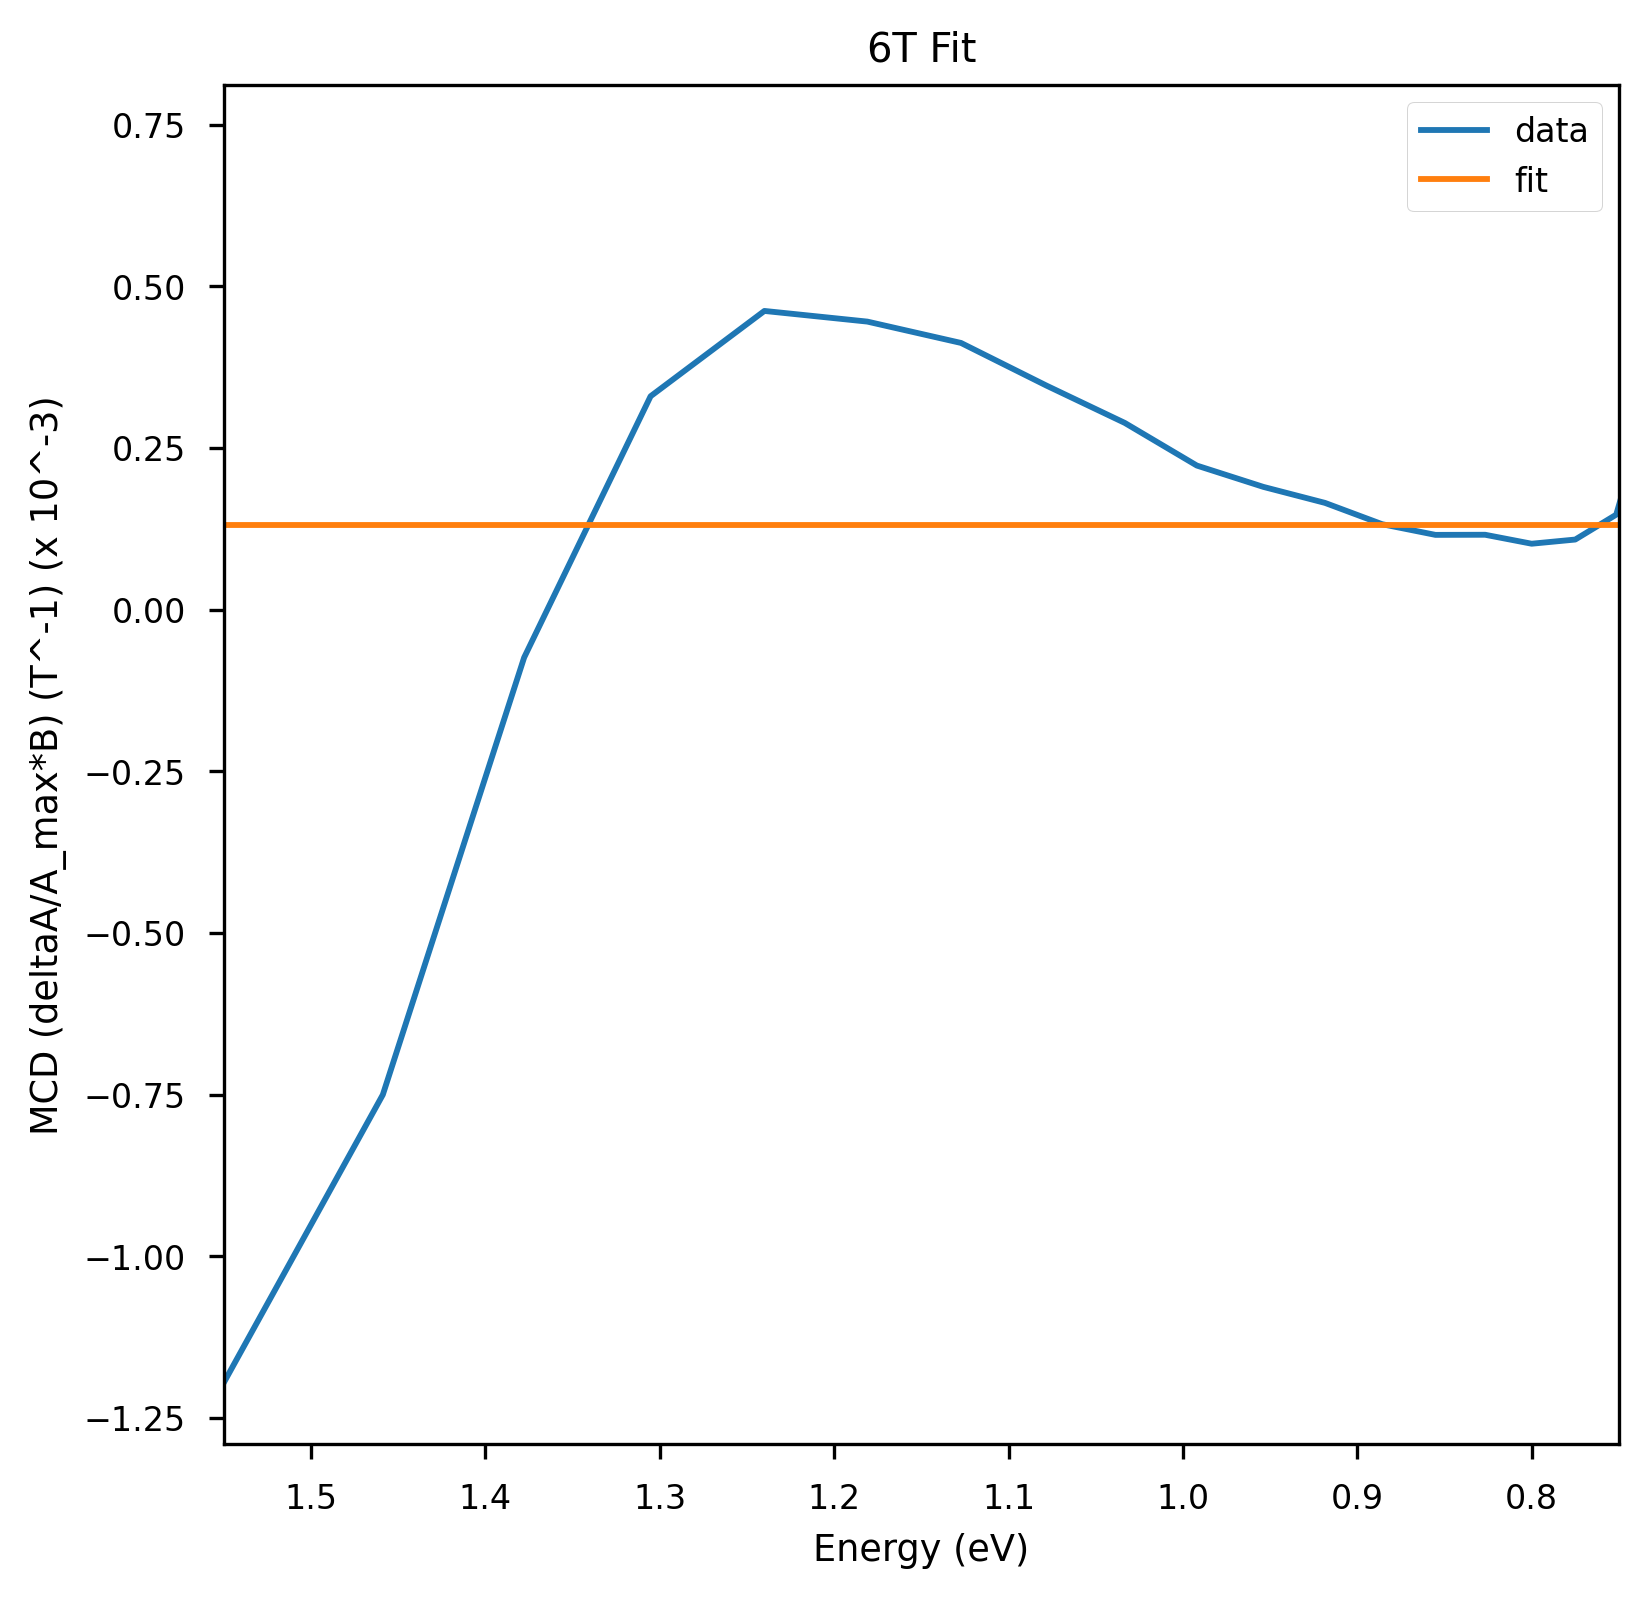 6T Fit
data
fit
MCD (deltaA/A_max*B) (T^-1) (x 10^-3)
0.75
0.50
0.25
0.00
−0.25
−0.50
−0.75
−1.00
−1.25
1.5 1.4 1.3 1.2 1.1 1.0 0.9 0.8
Energy (eV)